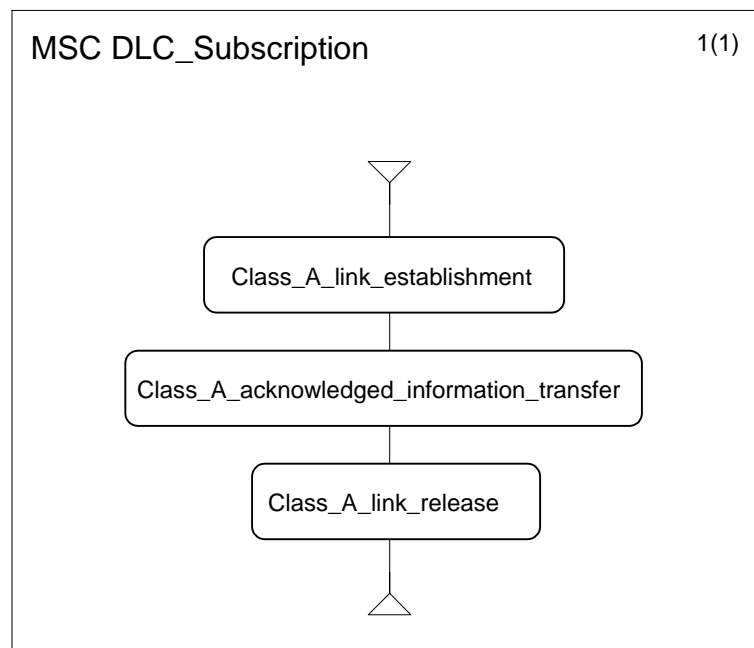 MSC DLC_Subscription
1(1)
Class_A_link_establishment
Class_A_acknowledged_information_transfer
Class_A_link_release